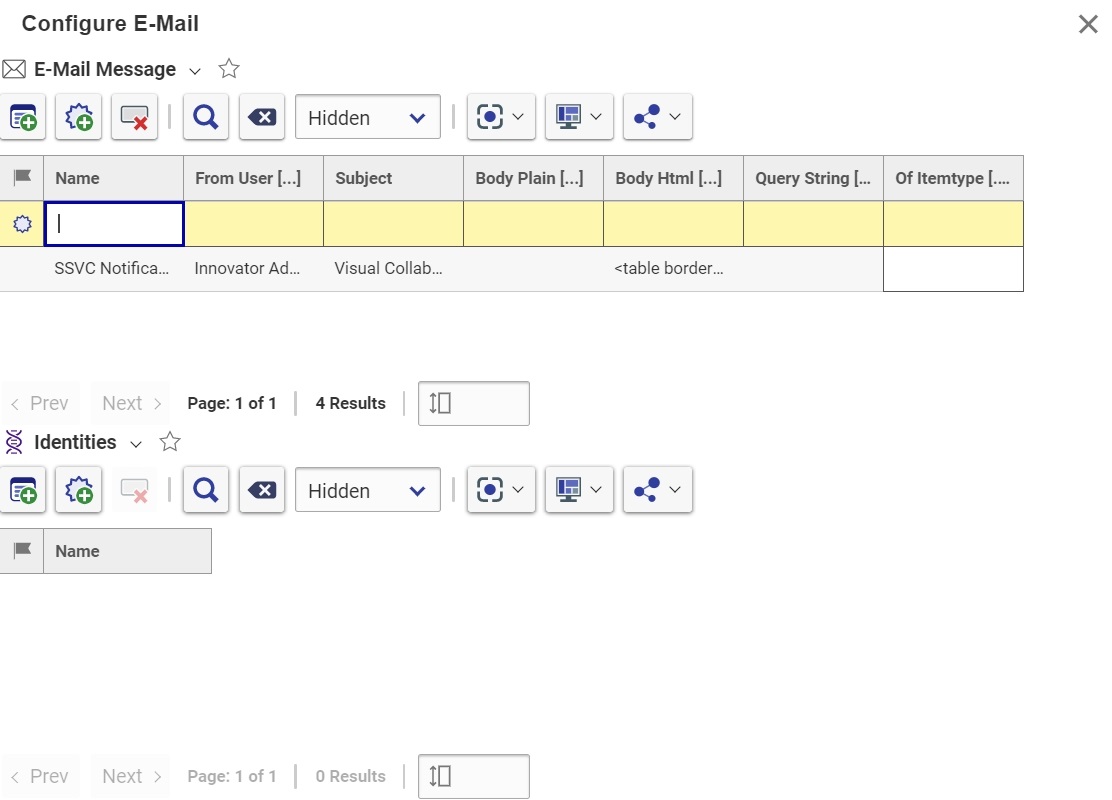 Configure E-Mail
E-Mail Message
Hidden
Name From User [...] Subject Body Plain [...] Body Html [...] Query String [... Of Itemtype [....
SSVC Notifica... Innovator Ad... Visual Collab... <table border...
Prev Next Page: 1 of 1 4 Results
Identities
Hidden
Name
Prev Next Page: 1 of 1 0 Results